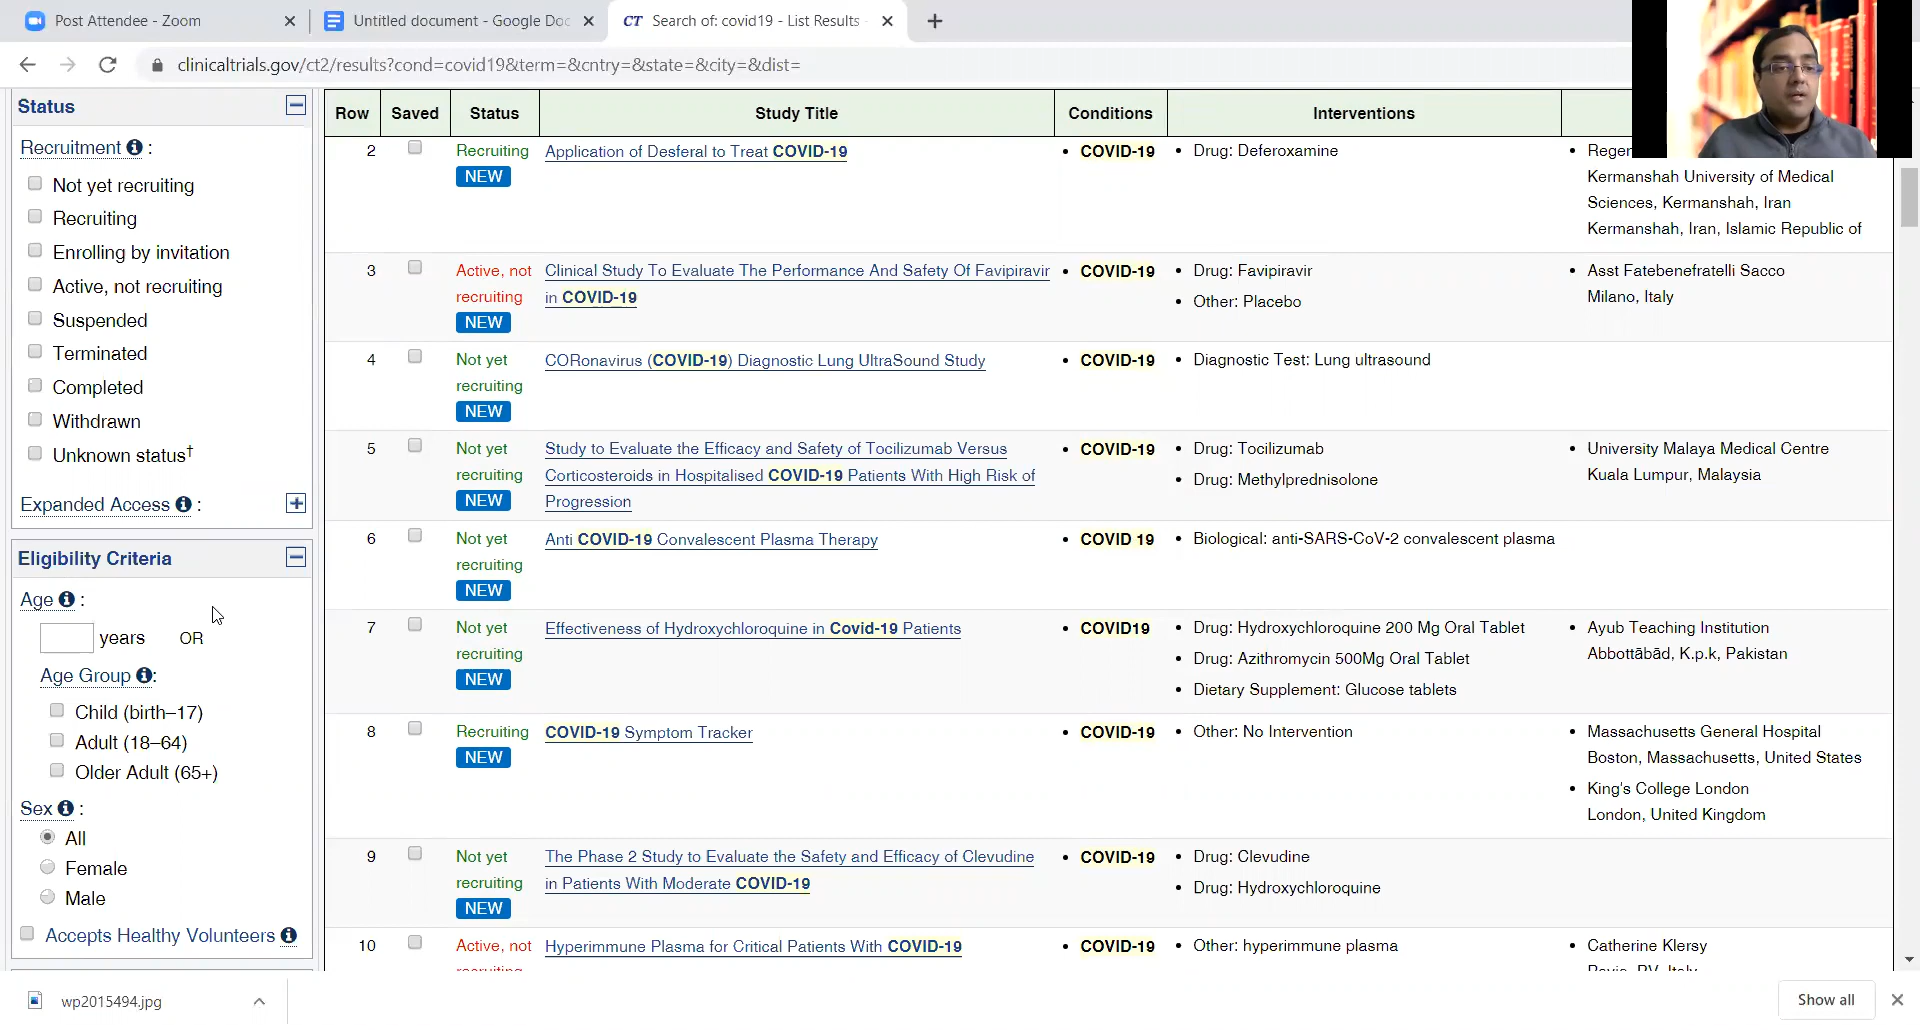 Post Attendee - Zoom
Untitled document - Google Doc
CT Search of: covid19 - List Results
clinicaltrials.gov/ct2/results?cond=covid19&term=&cntry=&state=&city=&dist=
Status
Recruitment :
Not yet recruiting
Recruiting
Enrolling by invitation
Active, not recruiting
Suspended
Terminated
Completed
Withdrawn
Unknown status†
Expanded Access :
Eligibility Criteria
Age :
years OR
Age Group :
Child (birth–17)
Adult (18–64)
Older Adult (65+)
Sex :
All
Female
Male
Accepts Healthy Volunteers
Row Saved Status Study Title Conditions Interventions
2 Recruiting Application of Desferal to Treat COVID-19 • COVID-19 • Drug: Deferoxamine
NEW
Kermanshah University of Medical
Sciences, Kermanshah, Iran
Kermanshah, Iran, Islamic Republic of
3 Active, not Clinical Study To Evaluate The Performance And Safety Of Favipiravir • COVID-19 • Drug: Favipiravir • Asst Fatebenefratelli Sacco
recruiting in COVID-19 • Other: Placebo Milano, Italy
NEW
4 Not yet CORonavirus (COVID-19) Diagnostic Lung UltraSound Study • COVID-19 • Diagnostic Test: Lung ultrasound
recruiting
NEW
5 Not yet Study to Evaluate the Efficacy and Safety of Tocilizumab Versus • COVID-19 • Drug: Tocilizumab • University Malaya Medical Centre
recruiting Corticosteroids in Hospitalised COVID-19 Patients With High Risk of • Drug: Methylprednisolone Kuala Lumpur, Malaysia
NEW Progression
6 Not yet Anti COVID-19 Convalescent Plasma Therapy • COVID 19 • Biological: anti-SARS-CoV-2 convalescent plasma
recruiting
NEW
7 Not yet Effectiveness of Hydroxychloroquine in Covid-19 Patients • COVID19 • Drug: Hydroxychloroquine 200 Mg Oral Tablet • Ayub Teaching Institution
recruiting • Drug: Azithromycin 500Mg Oral Tablet Abbottābād, K.p.k, Pakistan
NEW • Dietary Supplement: Glucose tablets
8 Recruiting COVID-19 Symptom Tracker • COVID-19 • Other: No Intervention • Massachusetts General Hospital
NEW Boston, Massachusetts, United States
• King's College London
London, United Kingdom
9 Not yet The Phase 2 Study to Evaluate the Safety and Efficacy of Clevudine • COVID-19 • Drug: Clevudine
recruiting in Patients With Moderate COVID-19 • Drug: Hydroxychloroquine
NEW
10 Active, not Hyperimmune Plasma for Critical Patients With COVID-19 • COVID-19 • Other: hyperimmune plasma • Catherine Klersy
wp2015494.jpg
Show all